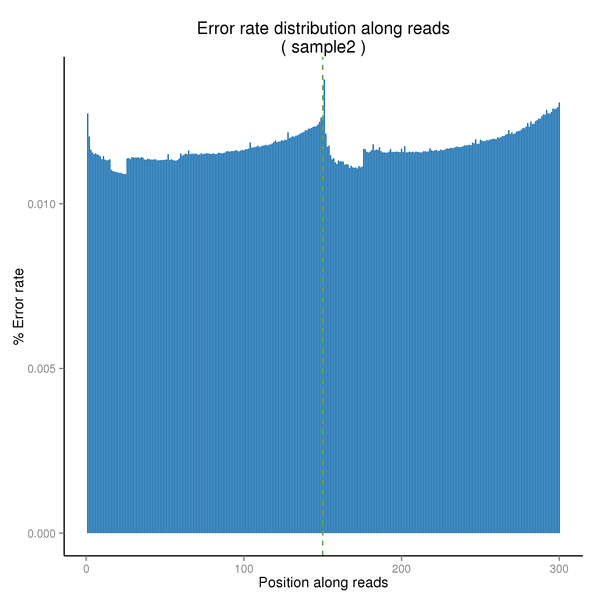 Error rate distribution along reads
( sample2 )
% Error rate
0.010
0.005
0.000
0 100 200 300
Position along reads